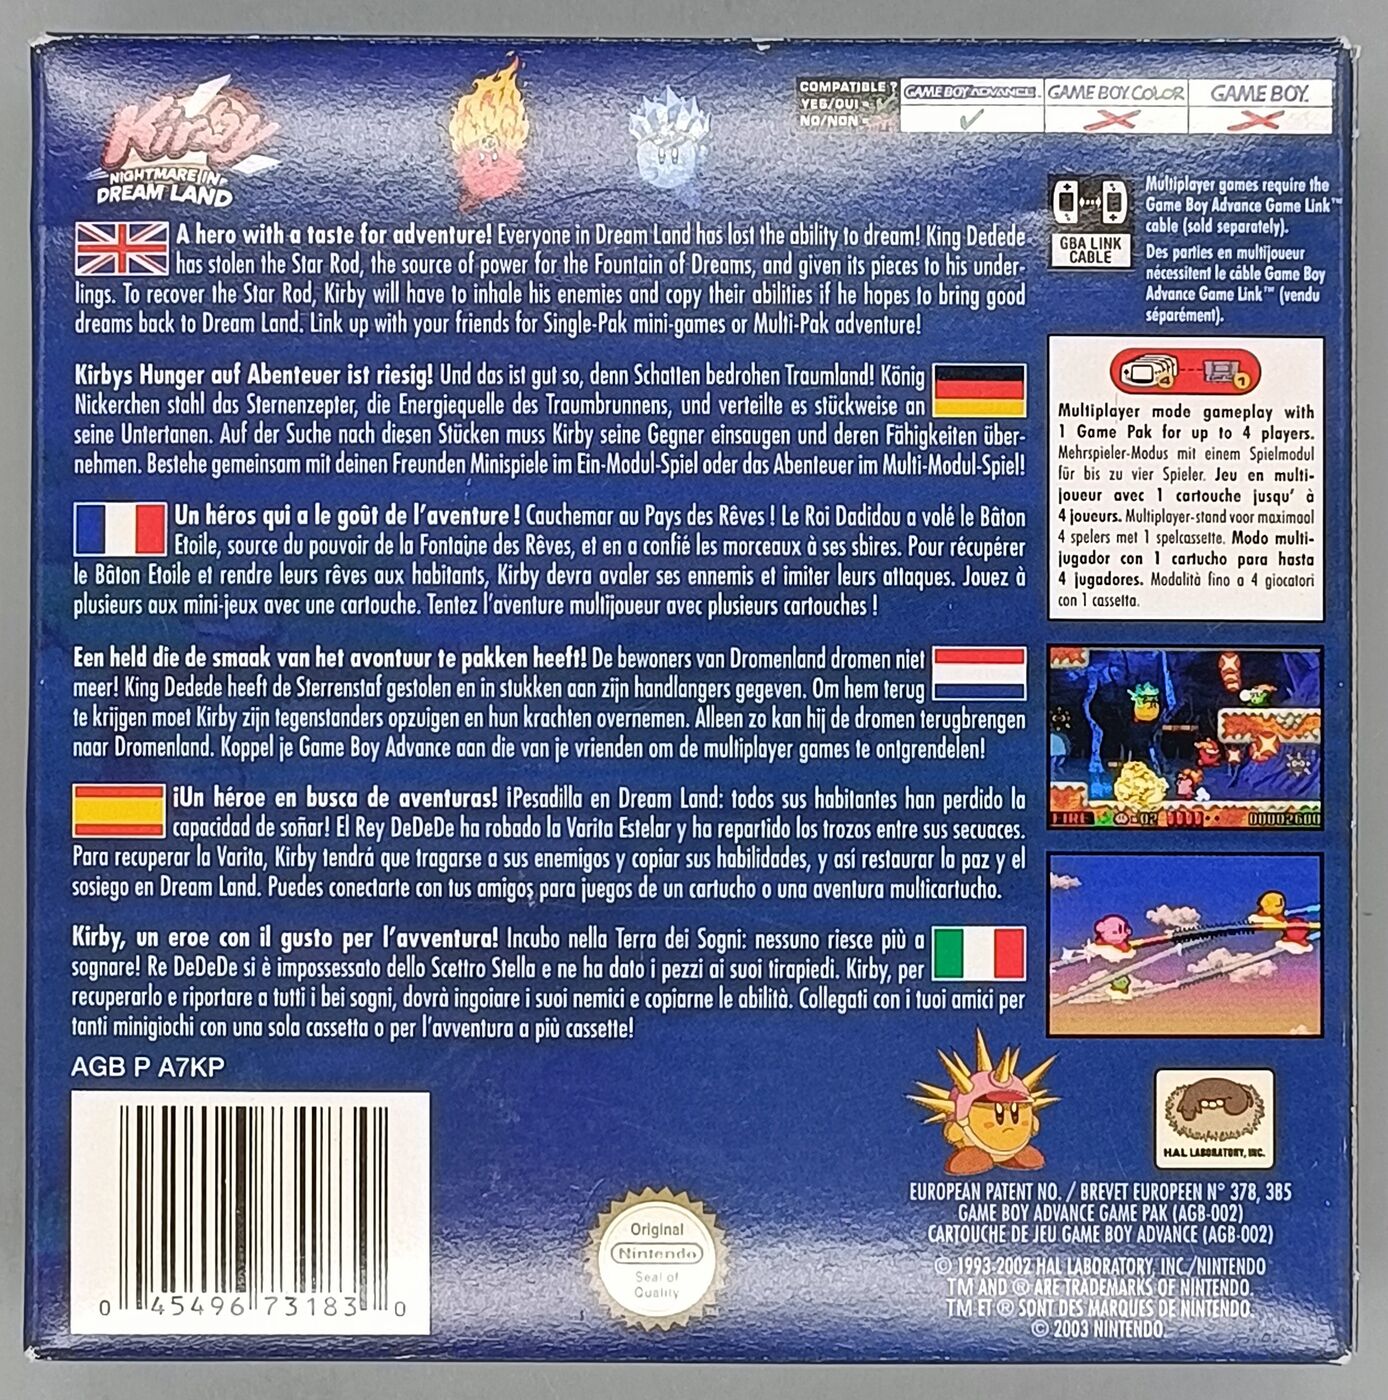 Kirby
NIGHTMARE IN
DREAM LAND
COMPATIBLE ?
YES/OUI =
NO/NON =
GAME BOY ADVANCE
GAME BOY COLOR
GAME BOY
Multiplayer games require the
Game Boy Advance Game Link™
cable (sold separately).
Des parties en multijoueur
nécessitent le câble Game Boy
Advance Game Link™ (vendu
séparément).
GBA LINK
CABLE
A hero with a taste for adventure! Everyone in Dream Land has lost the ability to dream! King Dedede
has stolen the Star Rod, the source of power for the Fountain of Dreams, and given its pieces to his under-
lings. To recover the Star Rod, Kirby will have to inhale his enemies and copy their abilities if he hopes to bring good
dreams back to Dream Land. Link up with your friends for Single-Pak mini-games or Multi-Pak adventure!
Kirbys Hunger auf Abenteuer ist riesig! Und das ist gut so, denn Schatten bedrohen Traumland! König
Nickerchen stahl das Sternenzepter, die Energiequelle des Traumbrunnens, und verteilte es stückweise an
seine Untertanen. Auf der Suche nach diesen Stücken muss Kirby seine Gegner einsaugen und deren Fähigkeiten über-
nehmen. Bestehe gemeinsam mit deinen Freunden Minispiele im Ein-Modul-Spiel oder das Abenteuer im Multi-Modul-Spiel!
Un héros qui a le goût de l'aventure ! Cauchemar au Pays des Rêves ! Le Roi Dadidou a volé le Bâton
Etoile, source du pouvoir de la Fontaine des Rêves, et en a confié les morceaux à ses sbires. Pour récupérer
le Bâton Etoile et rendre leurs rêves aux habitants, Kirby devra avaler ses ennemis et imiter leurs attaques. Jouez à
plusieurs aux mini-jeux avec une cartouche. Tentez l'aventure multijoueur avec plusieurs cartouches !
Een held die de smaak van het avontuur te pakken heeft! De bewoners van Dromenland dromen niet
meer! King Dedede heeft de Sterrenstaf gestolen en in stukken aan zijn handlangers gegeven. Om hem terug
te krijgen moet Kirby zijn tegenstanders opzuigen en hun krachten overnemen. Alleen zo kan hij de dromen terugbrengen
naar Dromenland. Koppel je Game Boy Advance aan die van je vrienden om de multiplayer games te ontgrendelen!
¡Un héroe en busca de aventuras! ¡Pesadilla en Dream Land: todos sus habitantes han perdido la
capacidad de soñar! El Rey DeDeDe ha robado la Varita Estelar y ha repartido los trozos entre sus secuaces.
Para recuperar la Varita, Kirby tendrá que tragarse a sus enemigos y copiar sus habilidades, y así restaurar la paz y el
sosiego en Dream Land. Puedes conectarte con tus amigos para juegos de un cartucho o una aventura multicartucho.
Kirby, un eroe con il gusto per l'avventura! Incubo nella Terra dei Sogni: nessuno riesce più a
sognare! Re DeDeDe si è impossessato dello Scettro Stella e ne ha dato i pezzi ai suoi tirapiedi. Kirby, per
recuperarlo e riportare a tutti i bei sogni, dovrà ingoiare i suoi nemici e copiarne le abilità. Collegati con i tuoi amici per
tanti minigiochi con una sola cassetta o per l'avventura a più cassette!
4
1
Multiplayer mode gameplay with
1 Game Pak for up to 4 players.
Mehrspieler-Modus mit einem Spielmodul
für bis zu vier Spieler. Jeu en multi-
joueur avec 1 cartouche jusqu' à
4 joueurs. Multiplayer-stand voor maximaal
4 spelers met 1 spelcassette. Modo multi-
jugador con 1 cartucho para hasta
4 jugadores. Modalità fino a 4 giocatori
con 1 cassetta.
FIRE 02 00002600
AGB P A7KP
0 45496 73183 0
Original
Nintendo
Seal of
Quality
HAL LABORATORY, INC.
EUROPEAN PATENT NO. / BREVET EUROPEEN N° 378, 385
GAME BOY ADVANCE GAME PAK (AGB-002)
CARTOUCHE DE JEU GAME BOY ADVANCE (AGB-002)
© 1993-2002 HAL LABORATORY, INC./NINTENDO
TM AND ® ARE TRADEMARKS OF NINTENDO.
TM ET ® SONT DES MARQUES DE NINTENDO.
© 2003 NINTENDO.